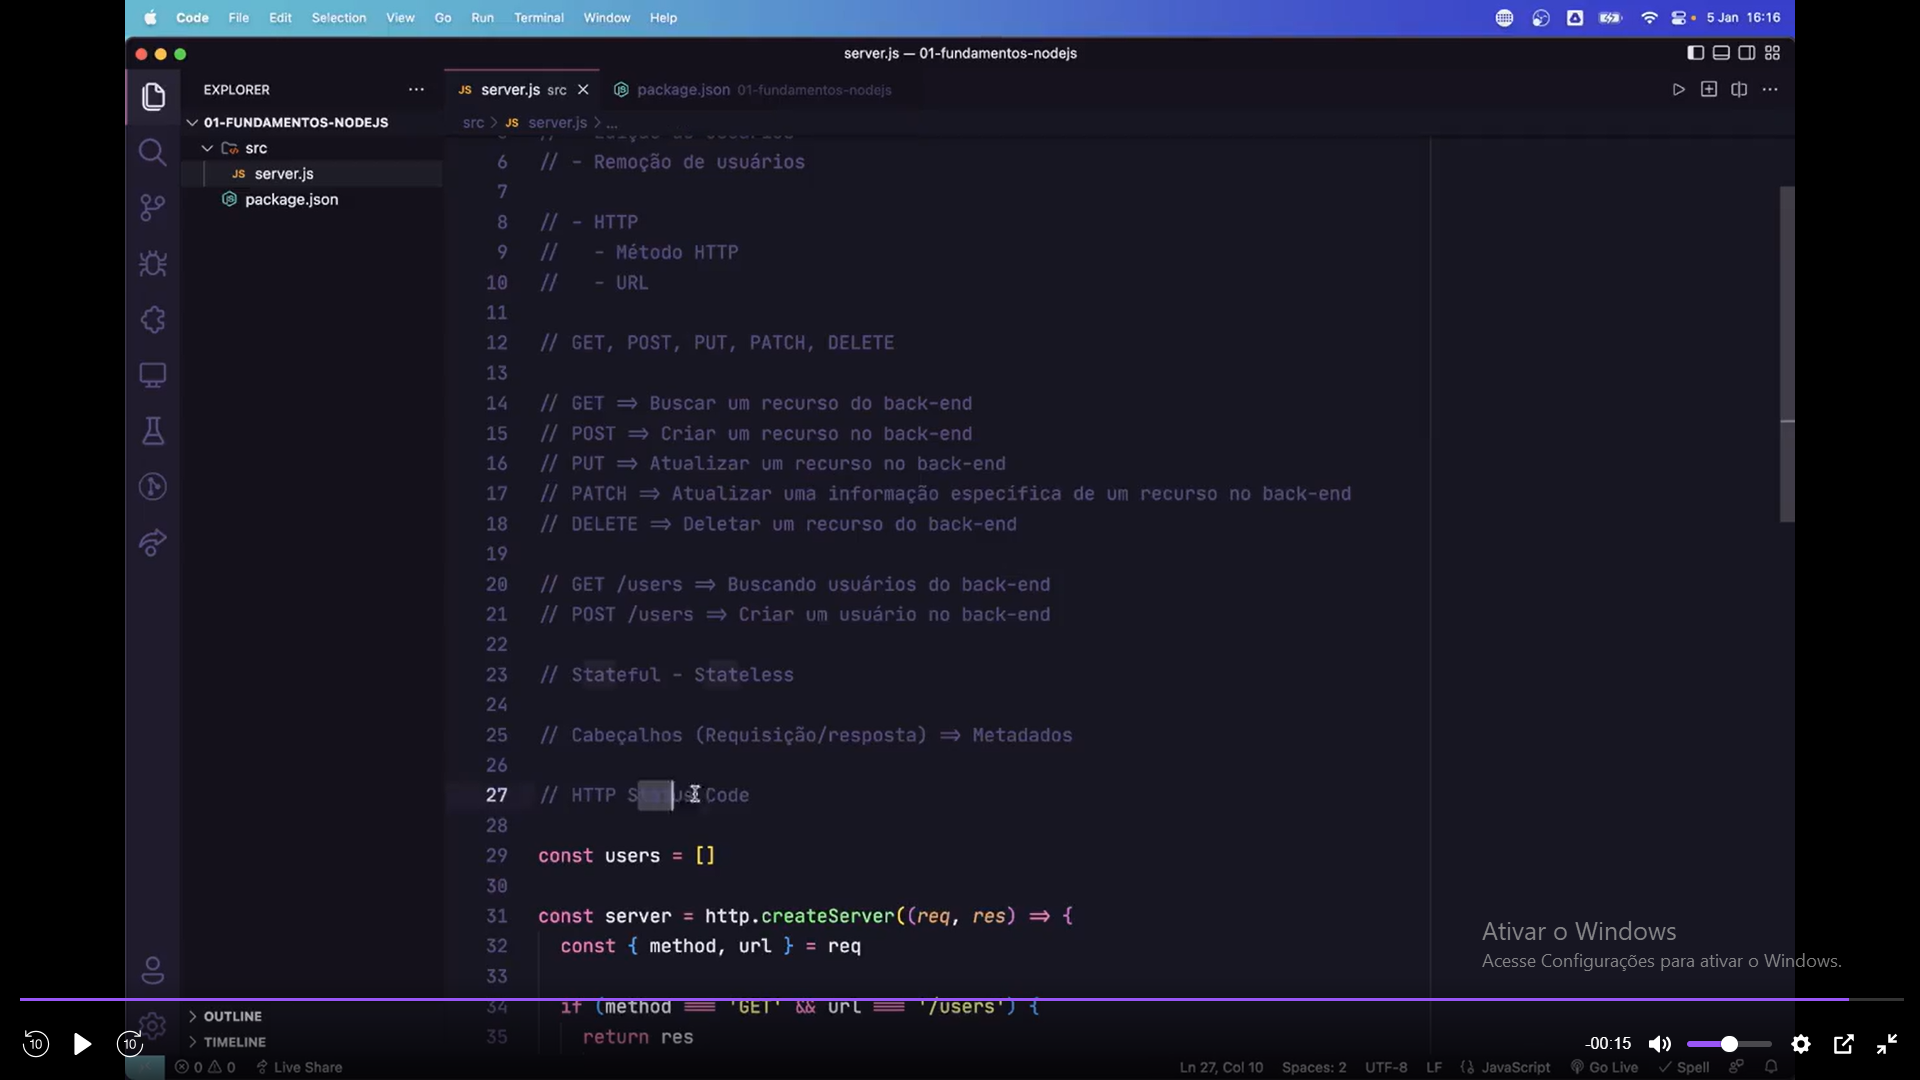 Code File Edit Selection View Go Run Terminal Window Help 5 Jan 16:16
server.js — 01-fundamentos-nodejs
EXPLORER
01-FUNDAMENTOS-NODEJS
src
JS server.js
package.json
JS server.js src package.json 01-fundamentos-nodejs
src > JS server.js > ...
6 // - Remoção de usuários
7
8 // - HTTP
9 //   - Método HTTP
10 //   - URL
11
12 // GET, POST, PUT, PATCH, DELETE
13
14 // GET => Buscar um recurso do back-end
15 // POST => Criar um recurso no back-end
16 // PUT => Atualizar um recurso no back-end
17 // PATCH => Atualizar uma informação específica de um recurso no back-end
18 // DELETE => Deletar um recurso do back-end
19
20 // GET /users => Buscando usuários do back-end
21 // POST /users => Criar um usuário no back-end
22
23 // Stateful - Stateless
24
25 // Cabeçalhos (Requisição/resposta) => Metadados
26
27 // HTTP Status Code
28
29 const users = []
30
31 const server = http.createServer((req, res) => {
32 const { method, url } = req
33
34 if (method === 'GET' && url === '/users') {
35 return res
Ativar o Windows
Acesse Configurações para ativar o Windows.
OUTLINE
TIMELINE
10 10 -00:15
0 0 Live Share Ln 27, Col 10 Spaces: 2 UTF-8 LF {} JavaScript Go Live Spell